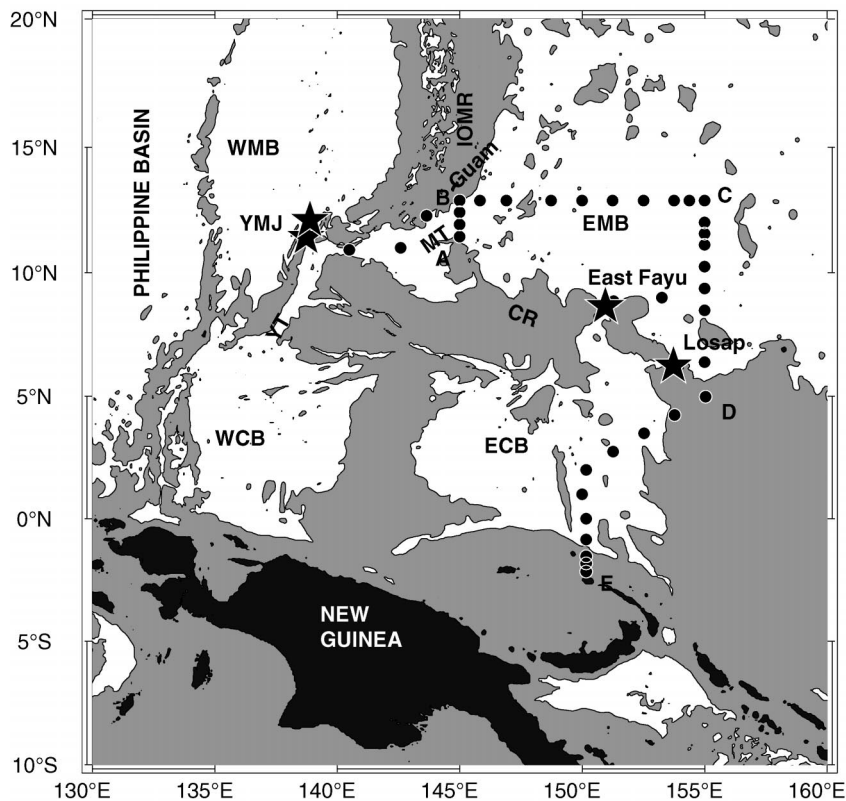 20°N
15°N
10°N
5°N
0°N
5°S
10°S
130°E
135°E
140°E
145°E
150°E
155°E
160°E
PHILIPPINE BASIN
WMB
IOMR
Guam
B
C
YMJ
MT
A
EMB
East Fayu
CR
YT
Losap
D
WCB
ECB
E
NEW
GUINEA